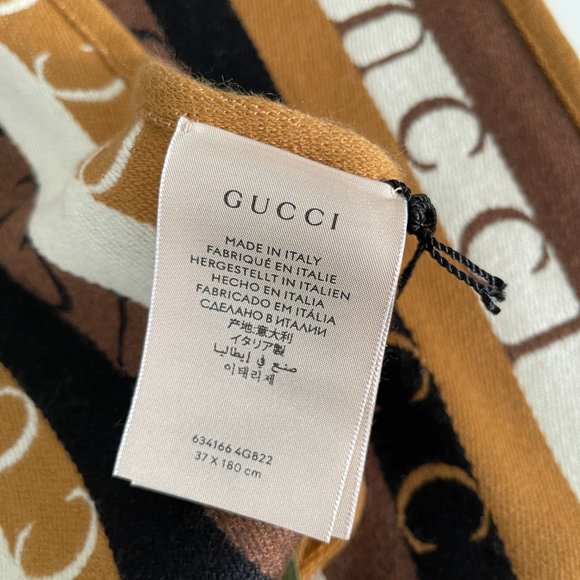 GUCCI
MADE IN ITALY
FABRIQUÉ EN ITALIE
HERGESTELLT IN ITALIEN
HECHO EN ITALIA
FABRICADO EM ITÁLIA
СДЕЛАНО В ИТАЛИИ
产地:意大利
イタリア製
صنع في إيطاليا
이태리제
634166 4GB22
37 X 180 cm